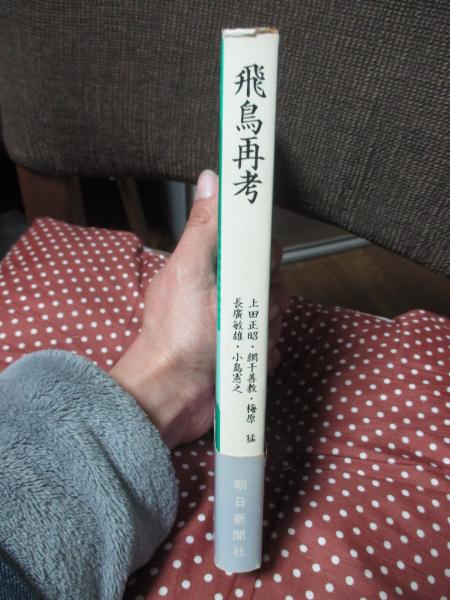 飛鳥再考
上田正昭・網干善教・梅原 猛
長廣敏雄・小島憲之
朝日新聞社